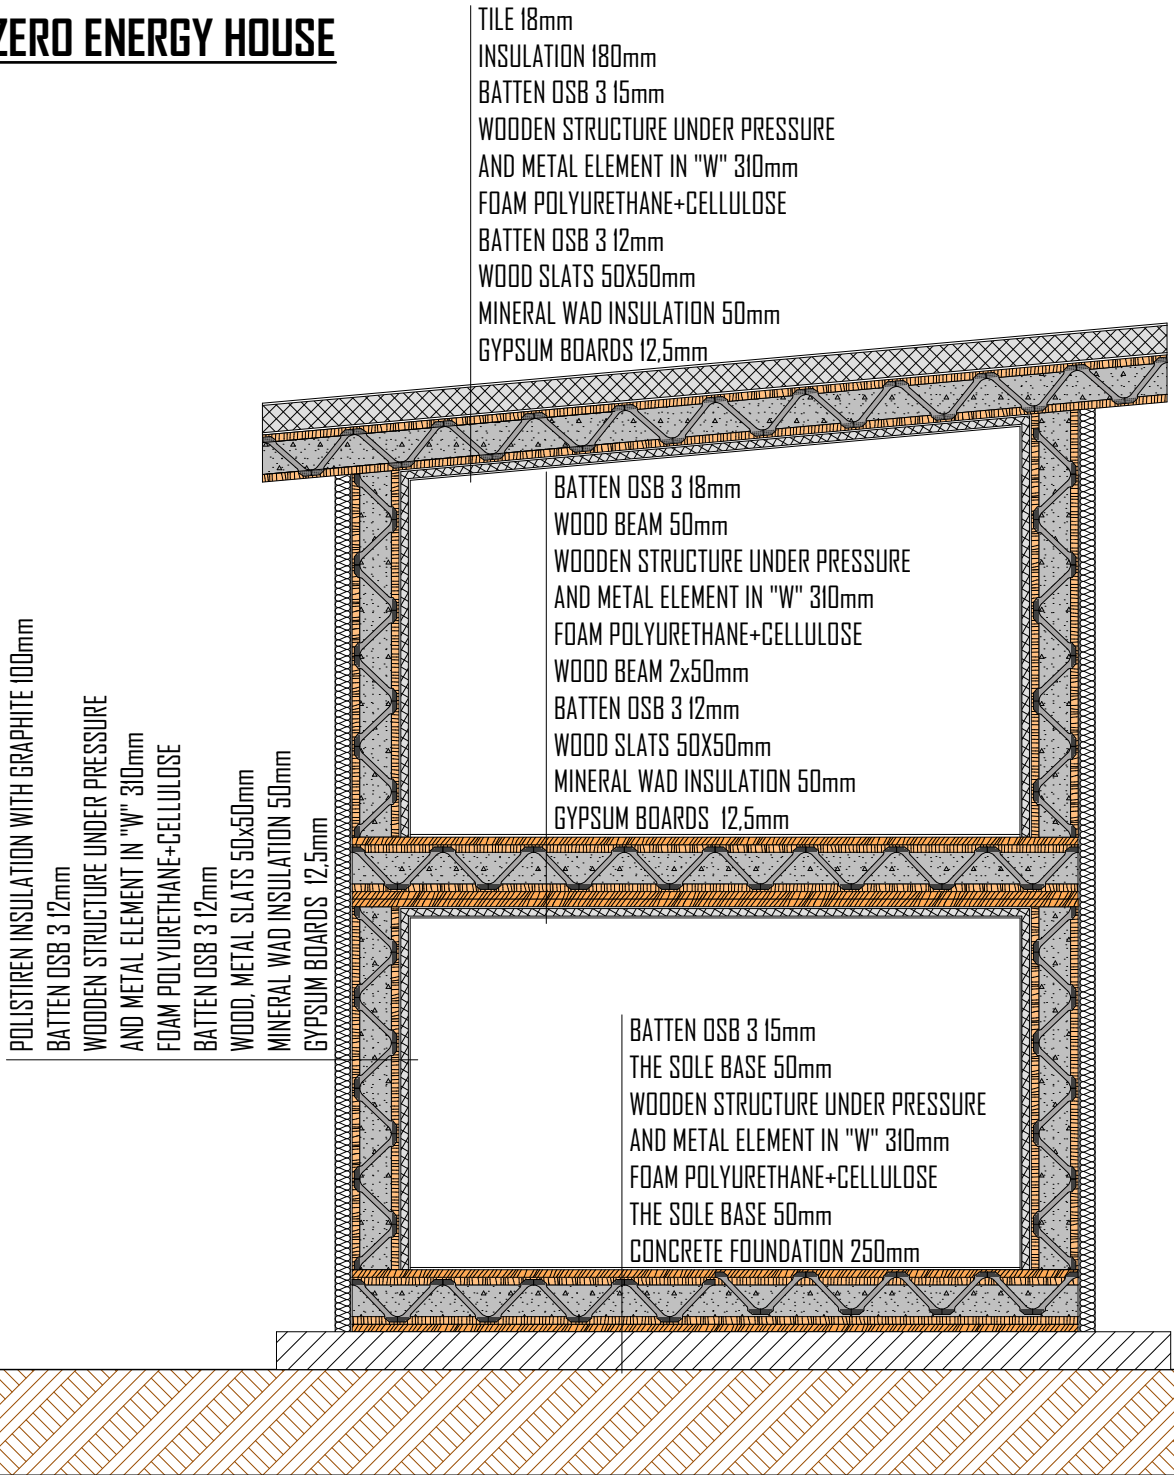 ZERO ENERGY HOUSE
TILE 18mm
INSULATION 180mm
BATTEN OSB 3 15mm
WOODEN STRUCTURE UNDER PRESSURE
AND METAL ELEMENT IN "W" 310mm
FOAM POLYURETHANE+CELLULOSE
BATTEN OSB 3 12mm
WOOD SLATS 50X50mm
MINERAL WAD INSULATION 50mm
GYPSUM BOARDS 12,5mm
BATTEN OSB 3 18mm
WOOD BEAM 50mm
WOODEN STRUCTURE UNDER PRESSURE
AND METAL ELEMENT IN "W" 310mm
FOAM POLYURETHANE+CELLULOSE
WOOD BEAM 2x50mm
BATTEN OSB 3 12mm
WOOD SLATS 50X50mm
MINERAL WAD INSULATION 50mm
GYPSUM BOARDS 12,5mm
POLISTIREN INSULATION WITH GRAPHITE 100mm
BATTEN OSB 3 12mm
WOODEN STRUCTURE UNDER PRESSURE
AND METAL ELEMENT IN "W" 310mm
FOAM POLYURETHANE+CELLULOSE
BATTEN OSB 3 12mm
WOOD, METAL SLATS 50x50mm
MINERAL WAD INSULATION 50mm
GYPSUM BOARDS 12,5mm
BATTEN OSB 3 15mm
THE SOLE BASE 50mm
WOODEN STRUCTURE UNDER PRESSURE
AND METAL ELEMENT IN "W" 310mm
FOAM POLYURETHANE+CELLULOSE
THE SOLE BASE 50mm
CONCRETE FOUNDATION 250mm